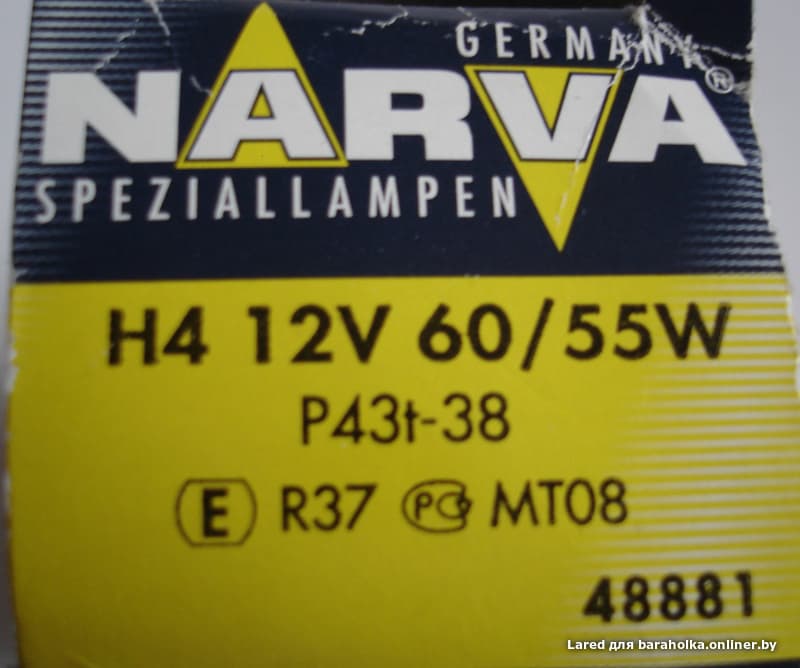 GERMANY
NARVA®
SPEZIALLAMPEN
H4 12V 60/55W
P43t-38
E R37 PC MT08
48881
Lared для baraholka.onliner.by